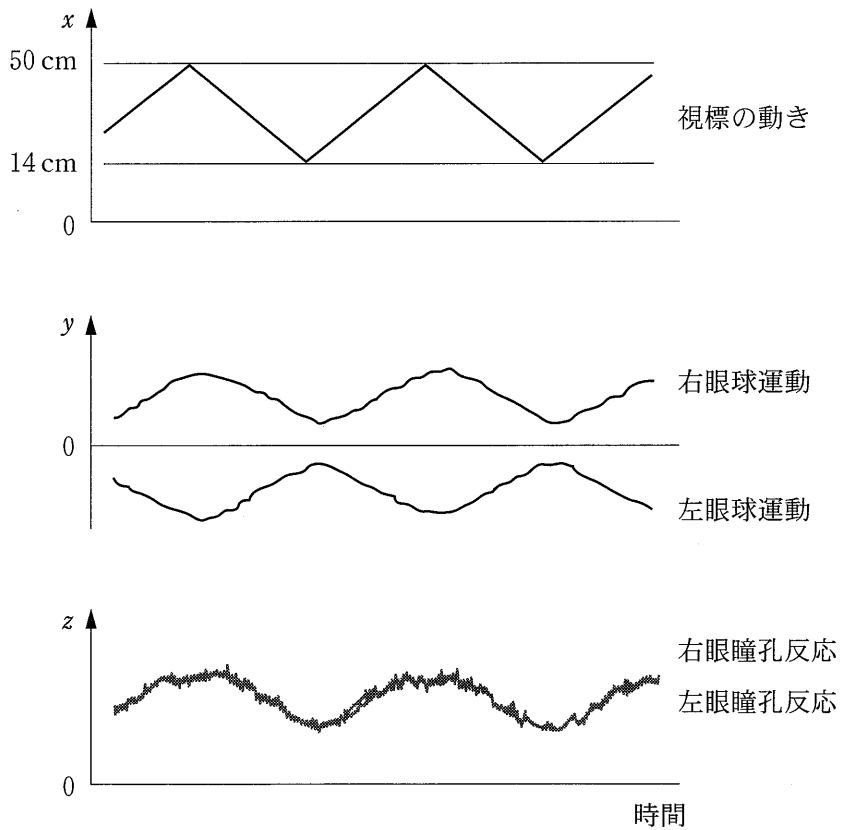 x
50 cm
視標の動き
14 cm
0
y
右眼球運動
0
左眼球運動
z
右眼瞳孔反応
左眼瞳孔反応
0
時間